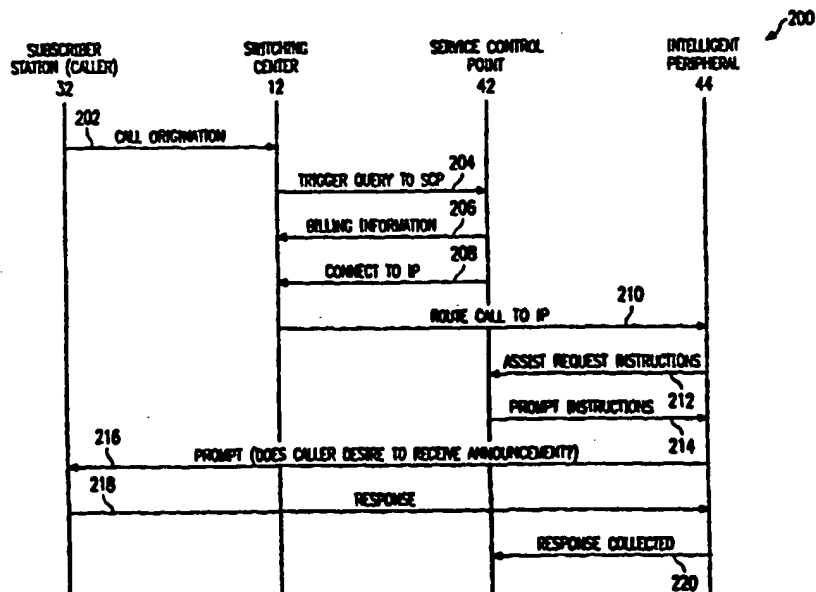 200
SUBSCRIBER
STATION (CALLER)
32
SWITCHING
CENTER
12
SERVICE CONTROL
POINT
42
INTELLIGENT
PERIPHERAL
44
202
CALL ORIGINATION
204
TRIGGER QUERY TO SCP
206
BILLING INFORMATION
208
CONNECT TO IP
210
ROUTE CALL TO IP
ASSIST REQUEST INSTRUCTIONS
212
PROMPT INSTRUCTIONS
214
216
PROMPT (DOES CALLER DESIRE TO RECEIVE ANNOUNCEMENT?)
218
RESPONSE
RESPONSE COLLECTED
220